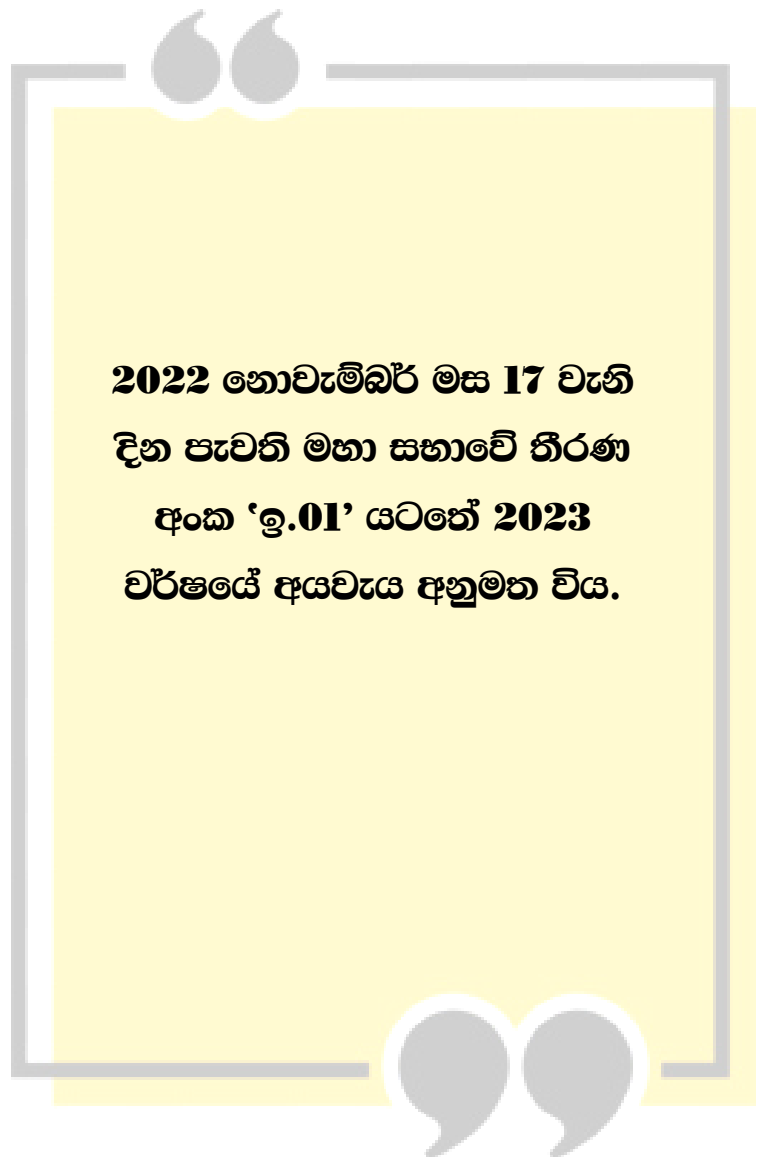 2022 නොවැම්බර් මස 17 වැනි
දින පැවති මහා සභාවේ තීරණ
අංක ‘ඉ.01’ යටතේ 2023
වර්ෂයේ අයවැය අනුමත විය.